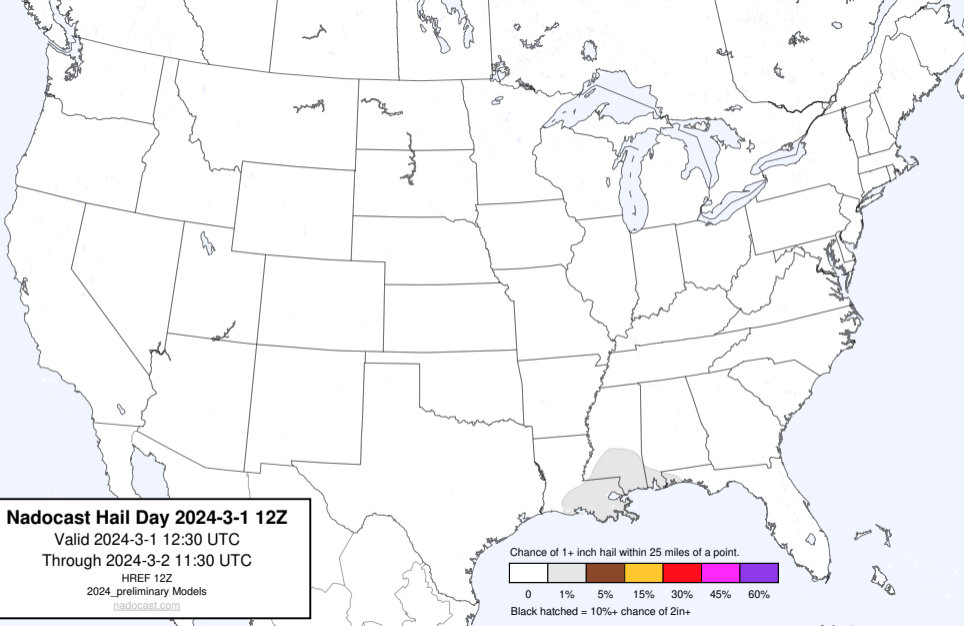 Nadocast Hail Day 2024-3-1 12Z
Valid 2024-3-1 12:30 UTC
Through 2024-3-2 11:30 UTC
HREF 12Z
2024_preliminary Models
nadocast.com
Chance of 1+ inch hail within 25 miles of a point.
0 1% 5% 15% 30% 45% 60%
Black hatched = 10%+ chance of 2in+